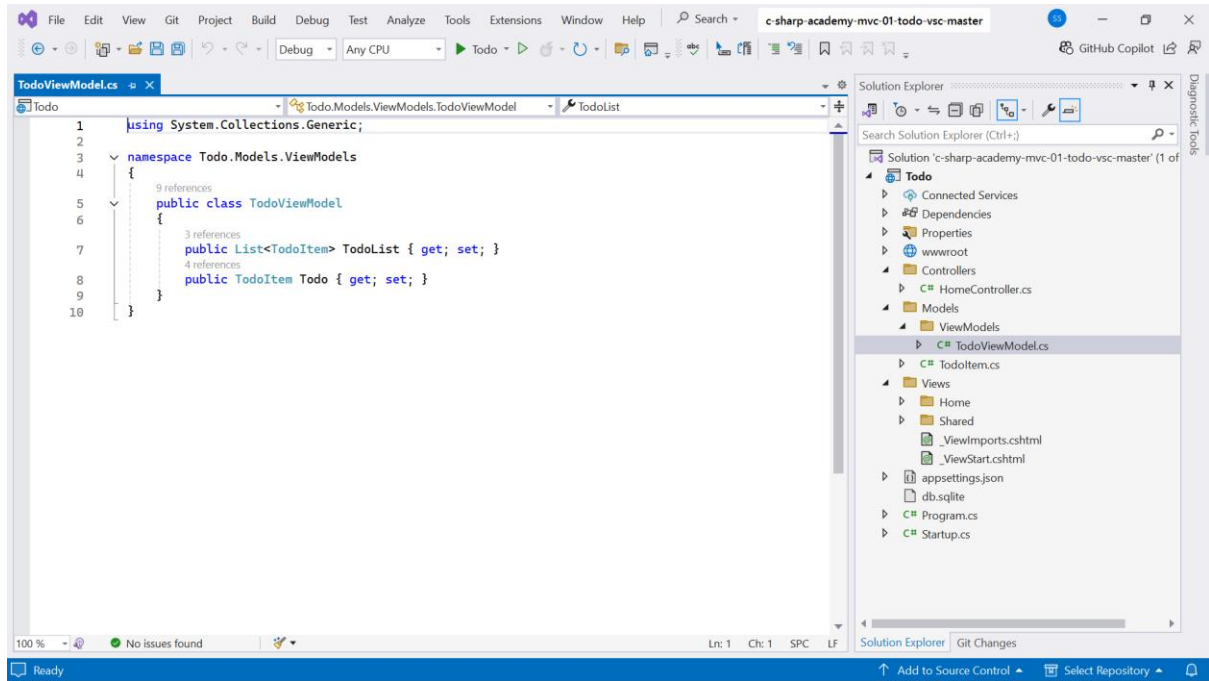 File Edit View Git Project Build Debug Test Analyze Tools Extensions Window Help Search c-sharp-academy-mvc-01-todo-vsc-master SS
Debug Any CPU Todo abc GitHub Copilot
TodoViewModel.cs
Todo Todo.Models.ViewModels.TodoViewModel TodoList
1 using System.Collections.Generic;
2
3 namespace Todo.Models.ViewModels
4 {
9 references
5 public class TodoViewModel
6 {
3 references
7 public List<TodoItem> TodoList { get; set; }
4 references
8 public TodoItem Todo { get; set; }
9 }
10 }
100 % No issues found Ln: 1 Ch: 1 SPC LF
Solution Explorer
Search Solution Explorer (Ctrl+;)
Solution 'c-sharp-academy-mvc-01-todo-vsc-master' (1 of
Todo
Connected Services
Dependencies
Properties
wwwroot
Controllers
C# HomeController.cs
Models
ViewModels
C# TodoViewModel.cs
C# TodoItem.cs
Views
Home
Shared
_ViewImports.cshtml
_ViewStart.cshtml
appsettings.json
db.sqlite
C# Program.cs
C# Startup.cs
Solution Explorer Git Changes
Diagnostic Tools
Ready Add to Source Control Select Repository